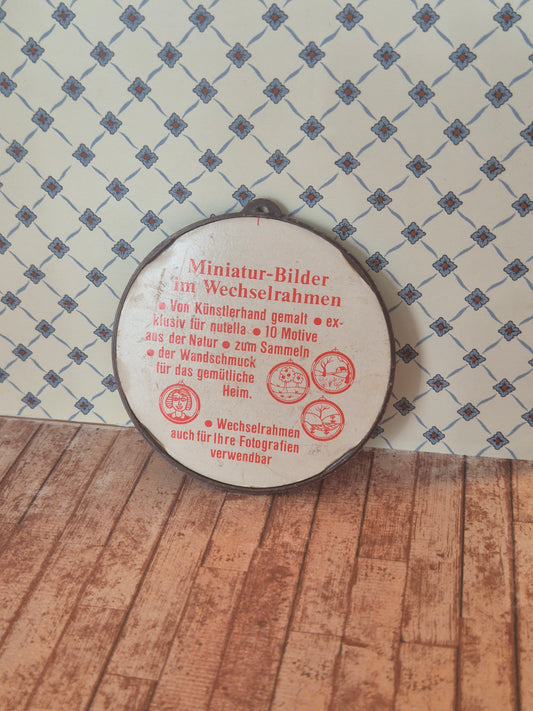 Miniatur-Bilder
im Wechselrahmen
• Von Künstlerhand gemalt • ex-
klusiv für nutella • 10 Motive
aus der Natur • zum Sammeln
• der Wandschmuck
für das gemütliche
Heim.
• Wechselrahmen
auch für Ihre Fotografien
verwendbar